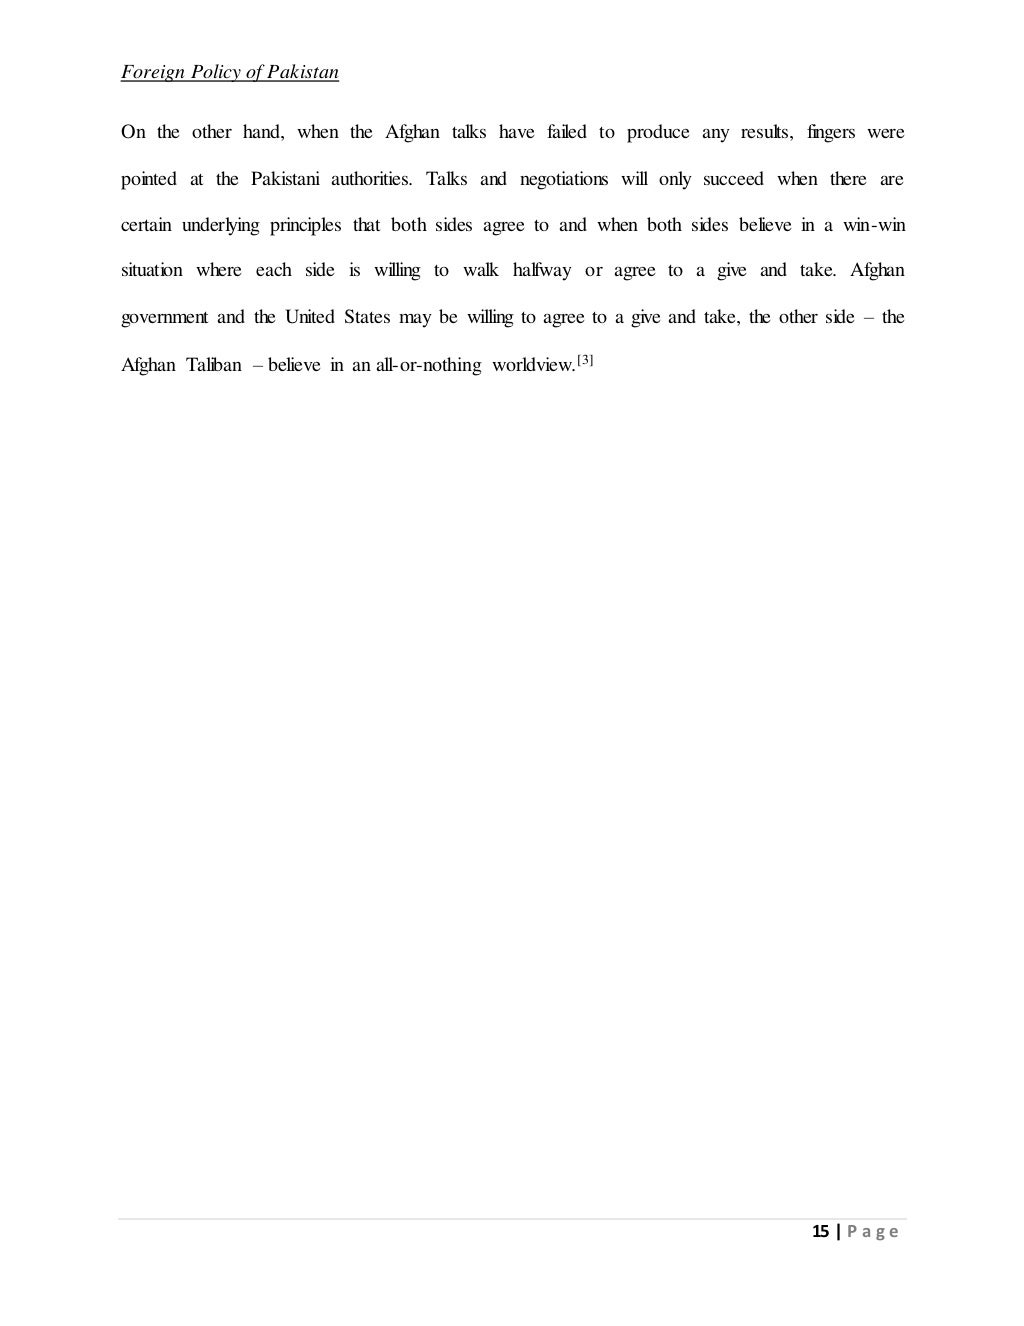 Foreign Policy of Pakistan
On the other hand, when the Afghan talks have failed to produce any results, fingers were
pointed at the Pakistani authorities. Talks and negotiations will only succeed when there are
certain underlying principles that both sides agree to and when both sides believe in a win-win
situation where each side is willing to walk halfway or agree to a give and take. Afghan
government and the United States may be willing to agree to a give and take, the other side – the
Afghan Taliban – believe in an all-or-nothing worldview.[3]
15 | Page